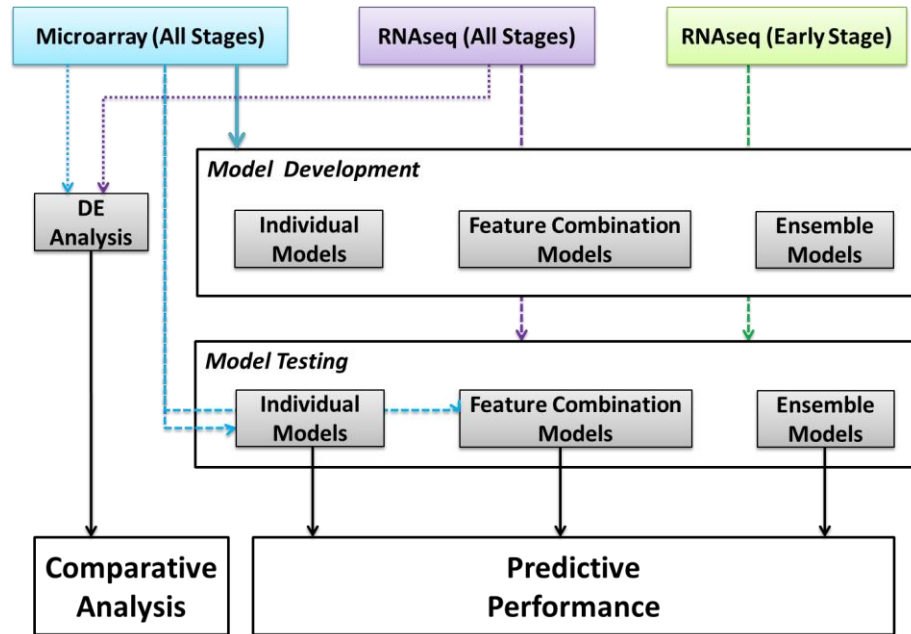 Microarray (All Stages)
RNAseq (All Stages)
RNAseq (Early Stage)
Model Development
DE
Analysis
Individual
Models
Feature Combination
Models
Ensemble
Models
Model Testing
Individual
Models
Feature Combination
Models
Ensemble
Models
Comparative
Analysis
Predictive
Performance